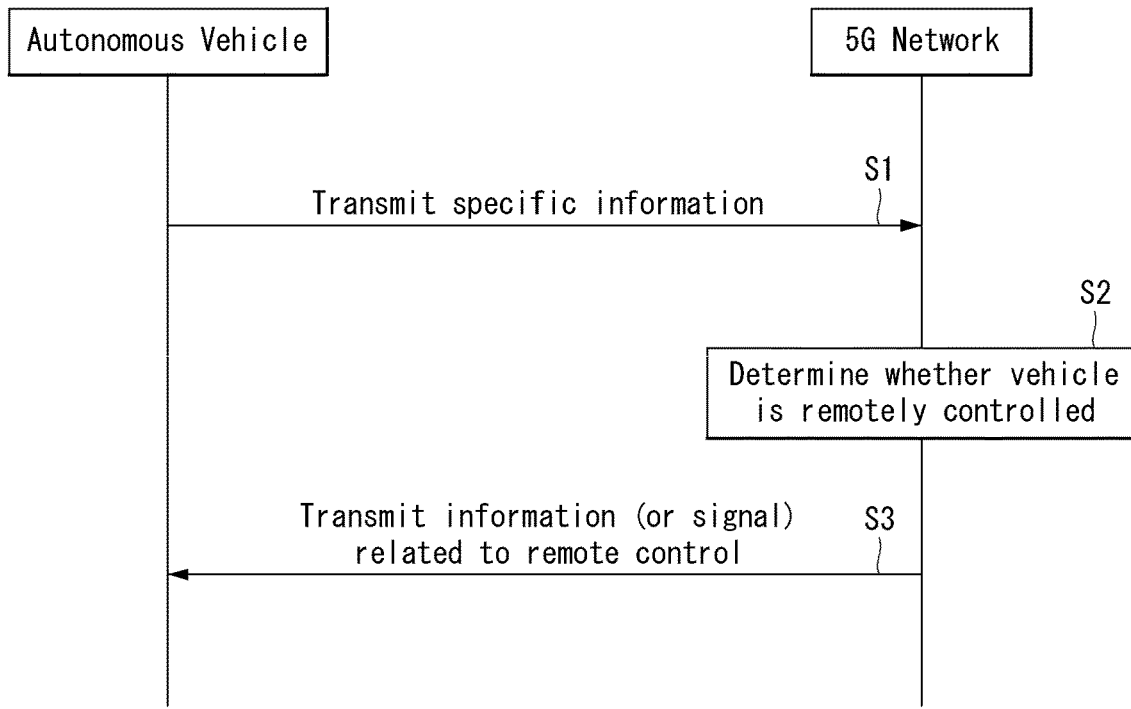 Autonomous Vehicle
5G Network
S1
Transmit specific information
S2
Determine whether vehicle
is remotely controlled
Transmit information (or signal)
related to remote control
S3